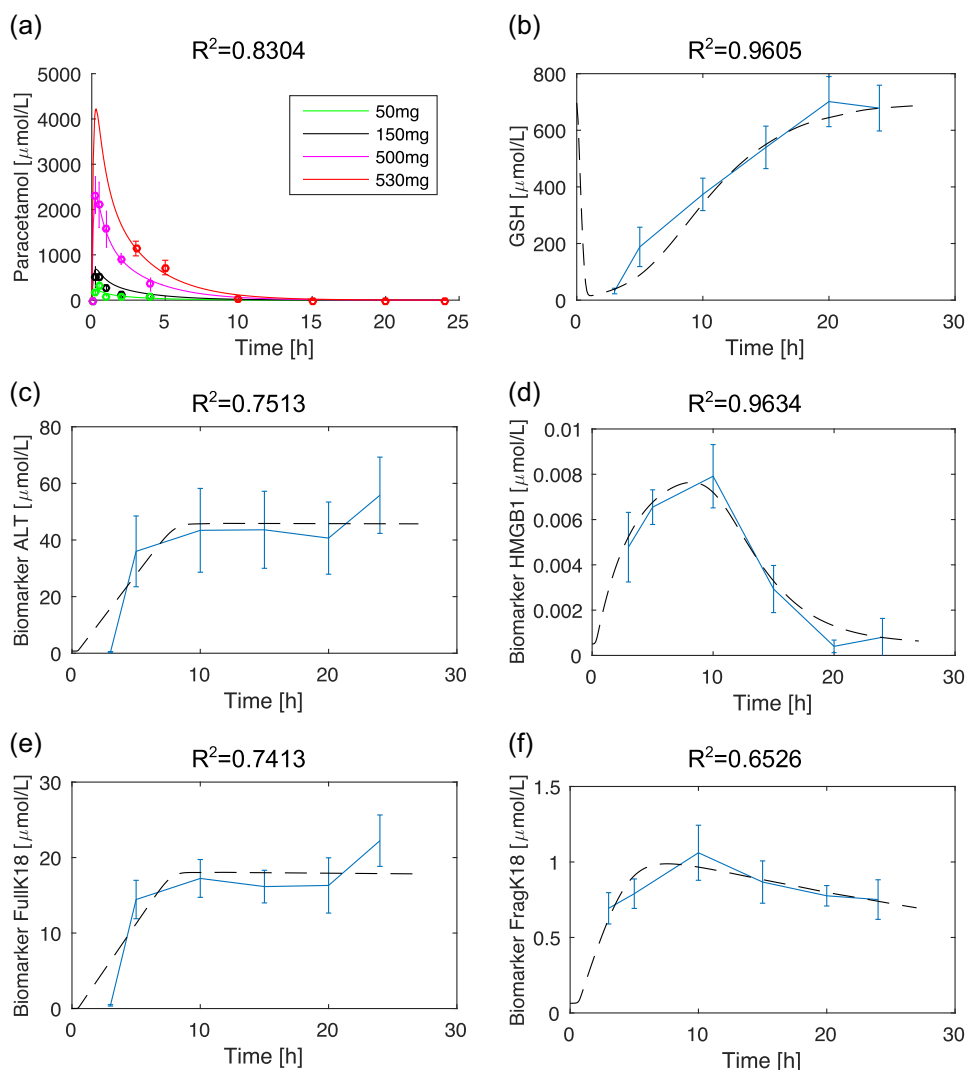 (a)
R²=0.8304
Paracetamol [μmol/L]
5000
4000
3000
2000
1000
0
50mg
150mg
500mg
530mg
0 5 10 15 20 25
Time [h]
(b)
R²=0.9605
GSH [μmol/L]
800
600
400
200
0
0 10 20 30
Time [h]
(c)
R²=0.7513
Biomarker ALT [μmol/L]
80
60
40
20
0
0 10 20 30
Time [h]
(d)
R²=0.9634
Biomarker HMGB1 [μmol/L]
0.01
0.008
0.006
0.004
0.002
0
0 10 20 30
Time [h]
(e)
R²=0.7413
Biomarker FullK18 [μmol/L]
30
20
10
0
0 10 20 30
Time [h]
(f)
R²=0.6526
Biomarker FragK18 [μmol/L]
1.5
1
0.5
0
0 10 20 30
Time [h]